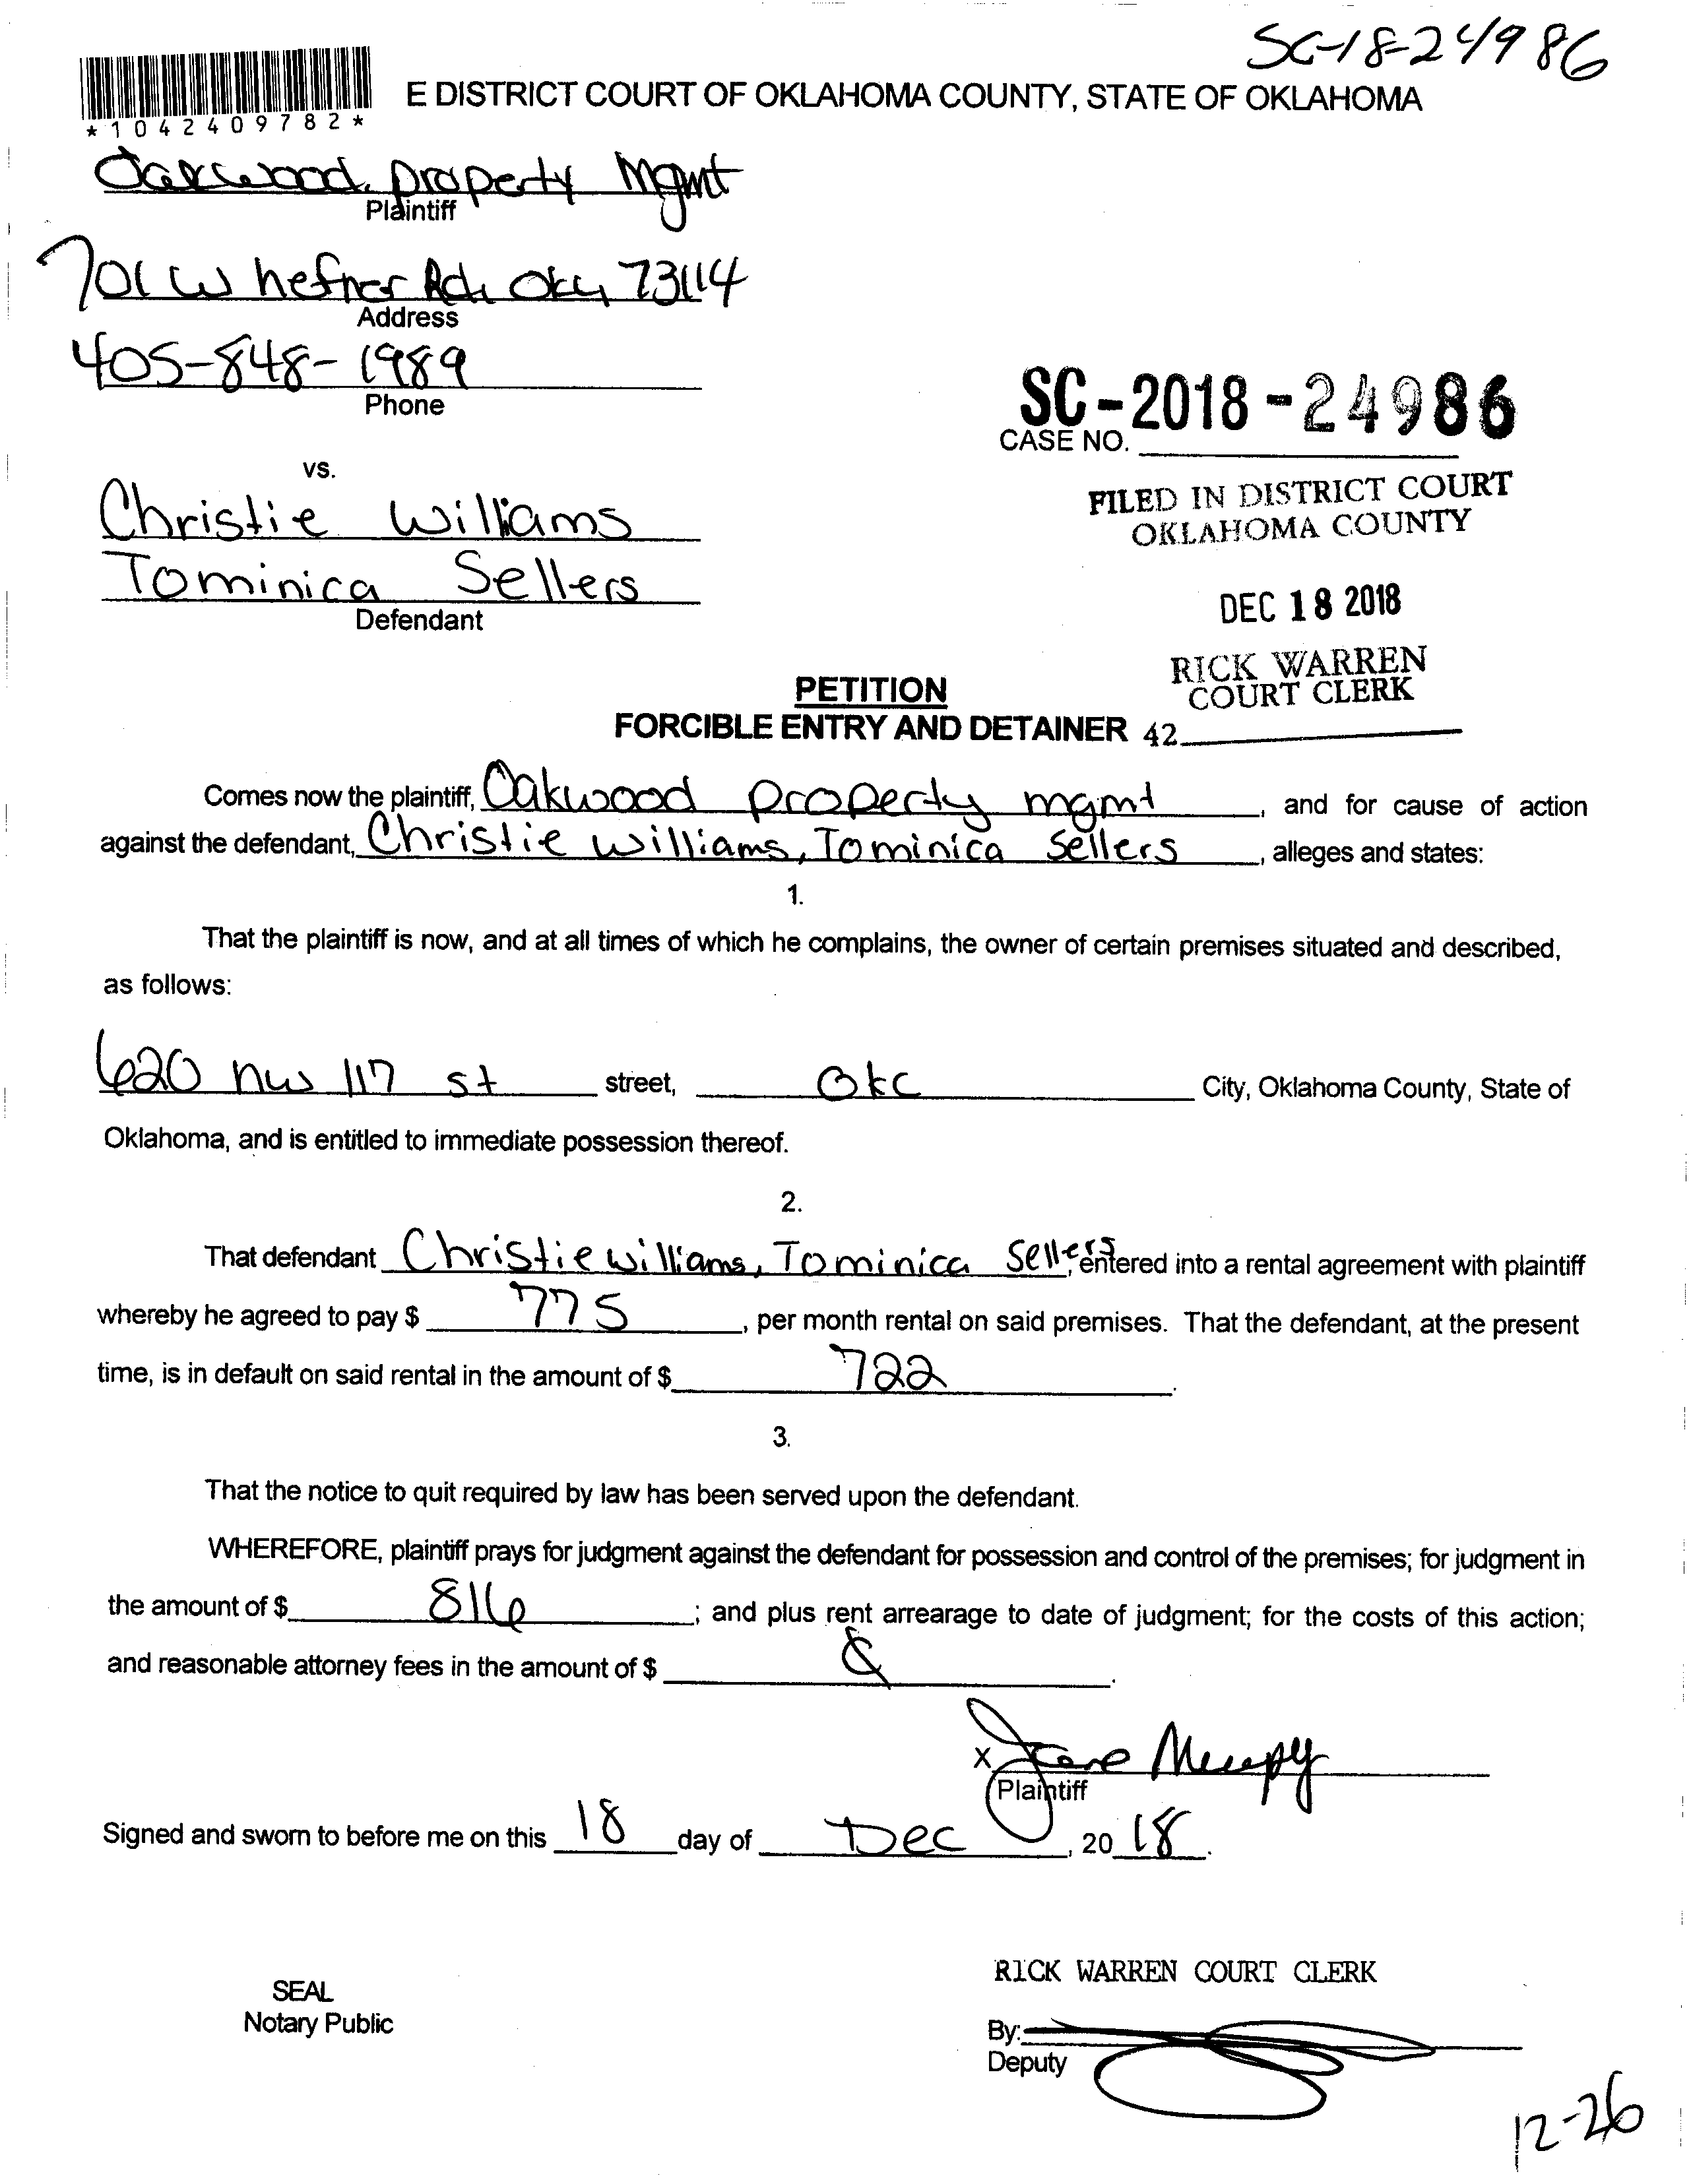 SC-18-24986
E DISTRICT COURT OF OKLAHOMA COUNTY, STATE OF OKLAHOMA
*1042409782*
Oakwood property Mgmt
Plaintiff
701 W hefner Rd. Okc, 73114
Address
405-848-1989
Phone
SC-2018-24986
CASE NO.
vs.
FILED IN DISTRICT COURT
OKLAHOMA COUNTY
Christie Williams
Tominica Sellers
Defendant
DEC 18 2018
RICK WARREN
COURT CLERK
PETITION
FORCIBLE ENTRY AND DETAINER 42
Comes now the plaintiff, Oakwood property mgmt, and for cause of action
against the defendant, Christie williams, Tominica Sellers, alleges and states:
1.
That the plaintiff is now, and at all times of which he complains, the owner of certain premises situated and described,
as follows:
620 nw 117 st street, Okc City, Oklahoma County, State of
Oklahoma, and is entitled to immediate possession thereof.
2.
That defendant Christie williams, Tominica Sellers, entered into a rental agreement with plaintiff
whereby he agreed to pay $ 775, per month rental on said premises. That the defendant, at the present
time, is in default on said rental in the amount of $ 722.
3.
That the notice to quit required by law has been served upon the defendant.
WHEREFORE, plaintiff prays for judgment against the defendant for possession and control of the premises; for judgment in
the amount of $ 816; and plus rent arrearage to date of judgment; for the costs of this action;
and reasonable attorney fees in the amount of $
X
Plaintiff
Signed and sworn to before me on this 18 day of Dec, 2018.
RICK WARREN COURT CLERK
SEAL
Notary Public
By:
Deputy
12-26